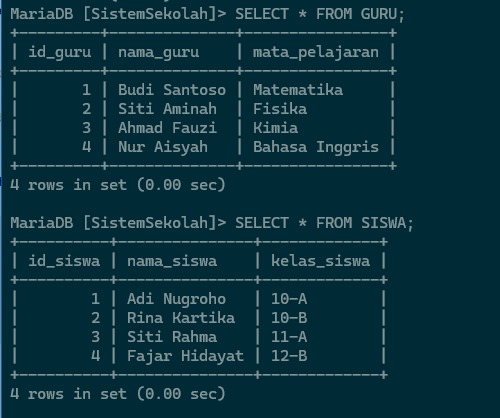 MariaDB [SistemSekolah]> SELECT * FROM GURU;
+---------+--------------+----------------+
| id_guru | nama_guru    | mata_pelajaran |
+---------+--------------+----------------+
|       1 | Budi Santoso | Matematika     |
|       2 | Siti Aminah  | Fisika         |
|       3 | Ahmad Fauzi  | Kimia          |
|       4 | Nur Aisyah   | Bahasa Inggris |
+---------+--------------+----------------+
4 rows in set (0.00 sec)
MariaDB [SistemSekolah]> SELECT * FROM SISWA;
+----------+----------------+-------------+
| id_siswa | nama_siswa     | kelas_siswa |
+----------+----------------+-------------+
|        1 | Adi Nugroho    | 10-A        |
|        2 | Rina Kartika   | 10-B        |
|        3 | Siti Rahma     | 11-A        |
|        4 | Fajar Hidayat  | 12-B        |
+----------+----------------+-------------+
4 rows in set (0.00 sec)